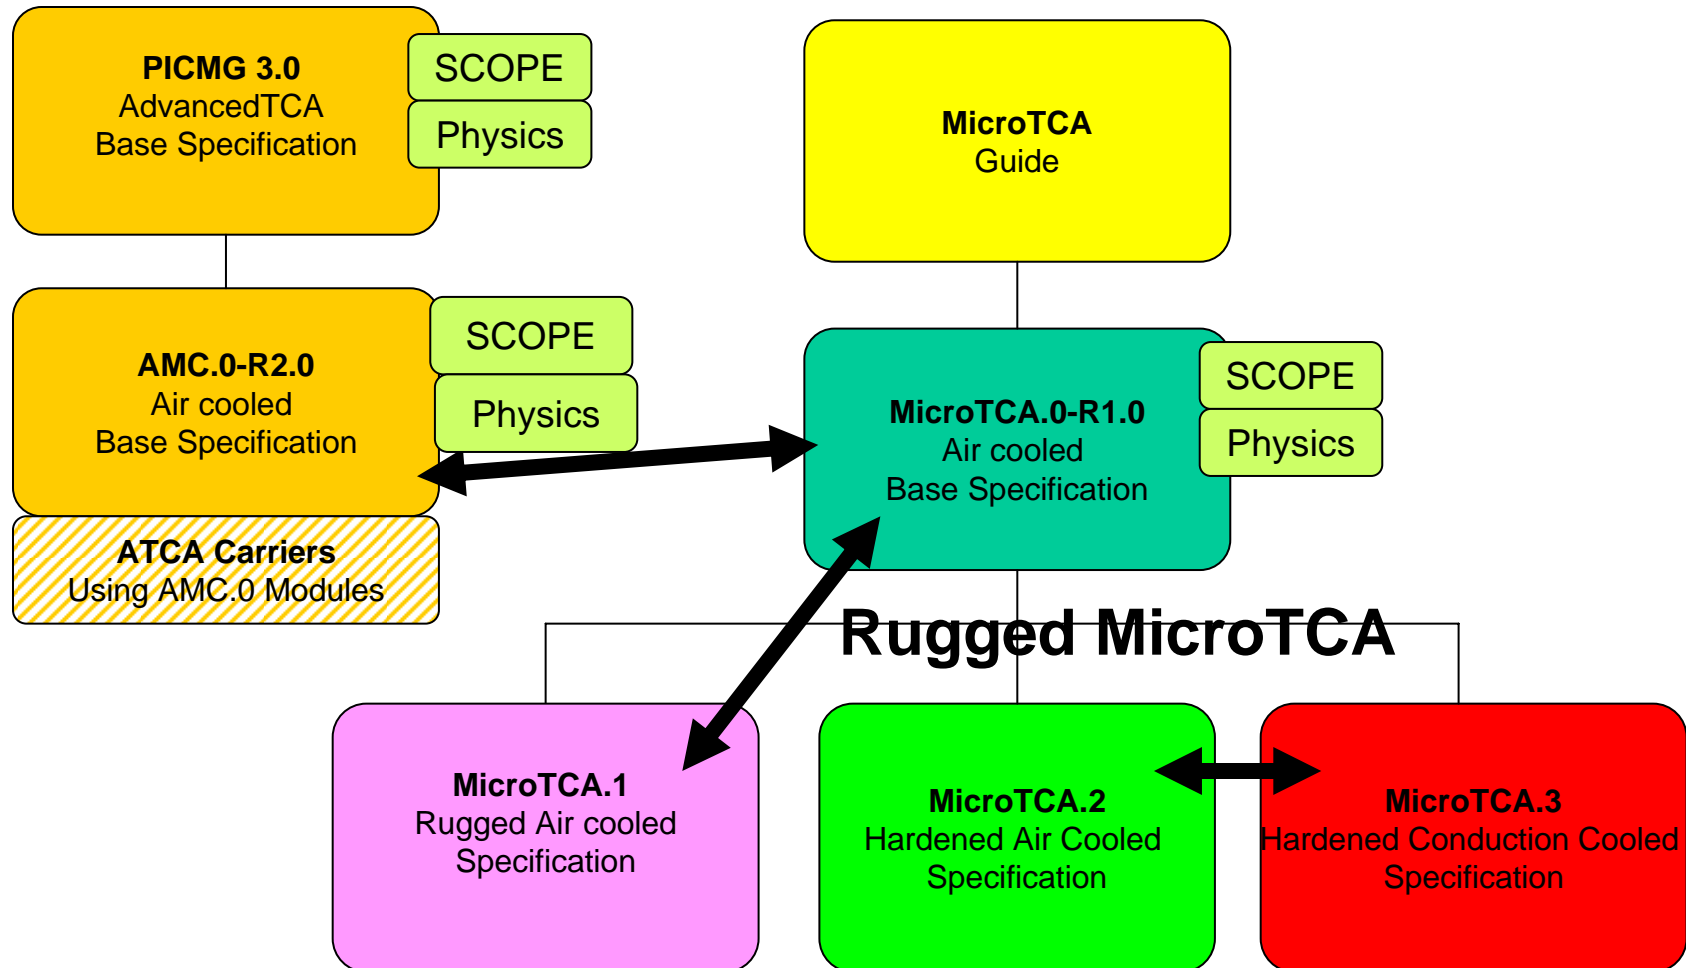 PICMG 3.0
AdvancedTCA
Base Specification
SCOPE
Physics
MicroTCA
Guide
AMC.0-R2.0
Air cooled
Base Specification
SCOPE
Physics
MicroTCA.0-R1.0
Air cooled
Base Specification
SCOPE
Physics
ATCA Carriers
Using AMC.0 Modules
Rugged MicroTCA
MicroTCA.1
Rugged Air cooled
Specification
MicroTCA.2
Hardened Air Cooled
Specification
MicroTCA.3
Hardened Conduction Cooled
Specification